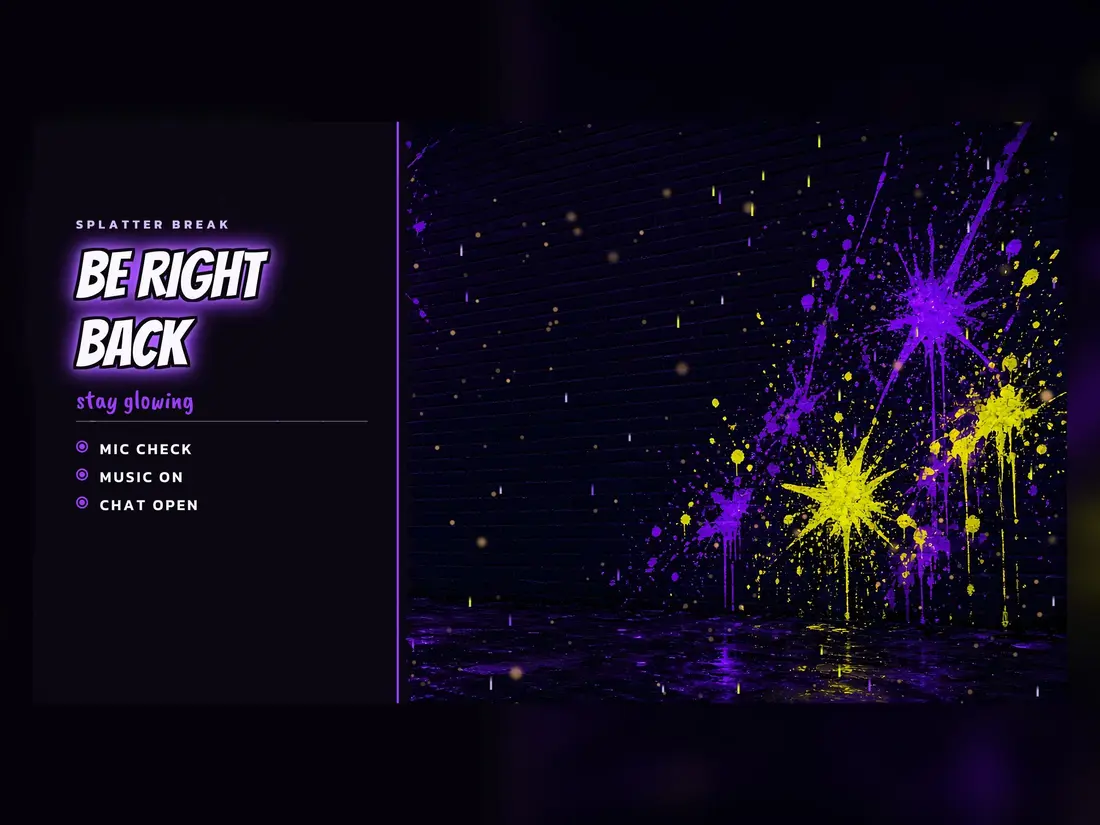 SPLATTER BREAK
BE RIGHT
BACK
stay glowing
MIC CHECK
MUSIC ON
CHAT OPEN